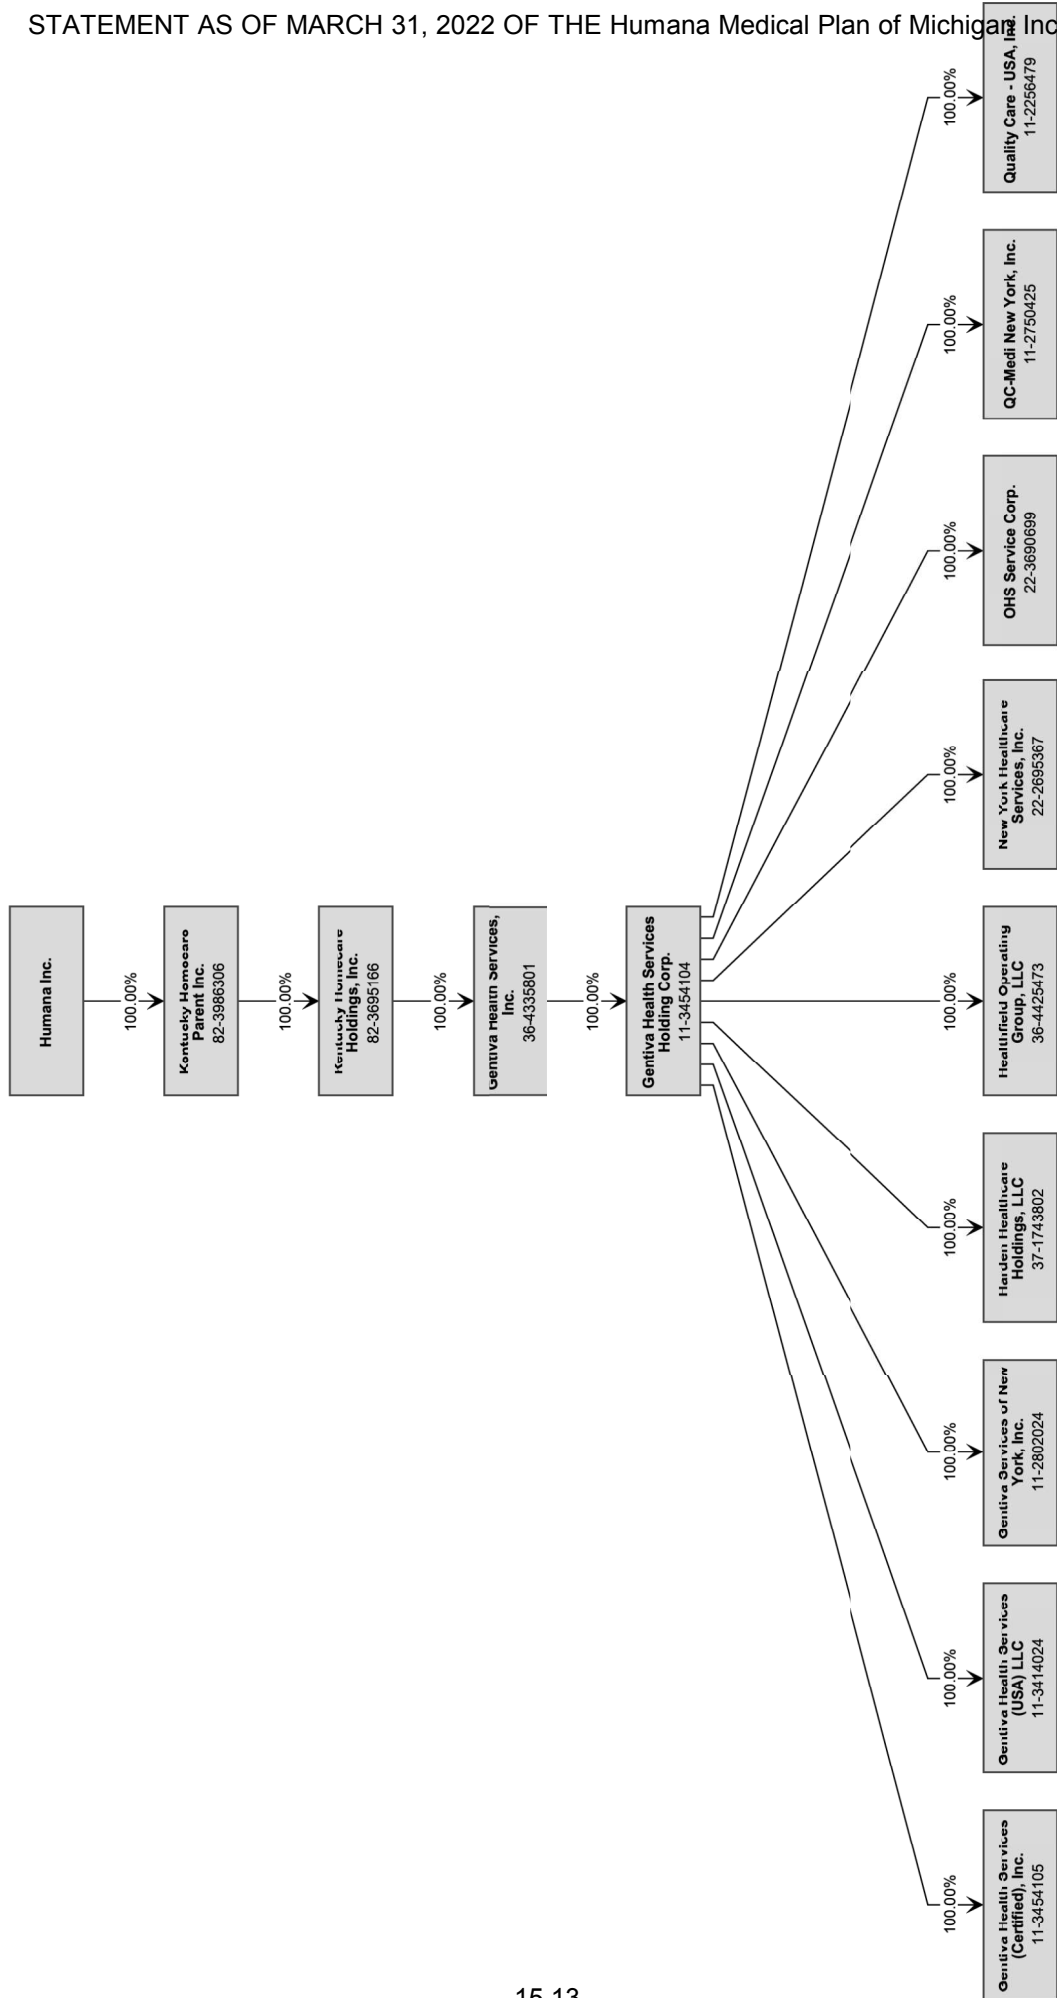 STATEMENT AS OF MARCH 31, 2022 OF THE Humana Medical Plan of Michigan Inc
Humana Inc.
100.00%
Kentucky Homecare
Parent Inc.
82-3986306
100.00%
Kentucky Homecare
Holdings, Inc.
82-3695166
100.00%
Gentiva Health Services,
Inc.
36-4335801
100.00%
Gentiva Health Services
Holding Corp.
11-3454104
100.00%
Gentiva Health Services
(Certified), Inc.
11-3454105
100.00%
Gentiva Health Services
(USA) LLC
11-3414024
100.00%
Gentiva Services of New
York, Inc.
11-2802024
100.00%
Harden Healthcare
Holdings, LLC
37-1743802
100.00%
Healthfield Operating
Group, LLC
36-4425473
100.00%
New York Healthcare
Services, Inc.
22-2695367
100.00%
OHS Service Corp.
22-3690699
100.00%
QC-Medi New York, Inc.
11-2750425
100.00%
Quality Care - USA, Inc.
11-2256479
15.13